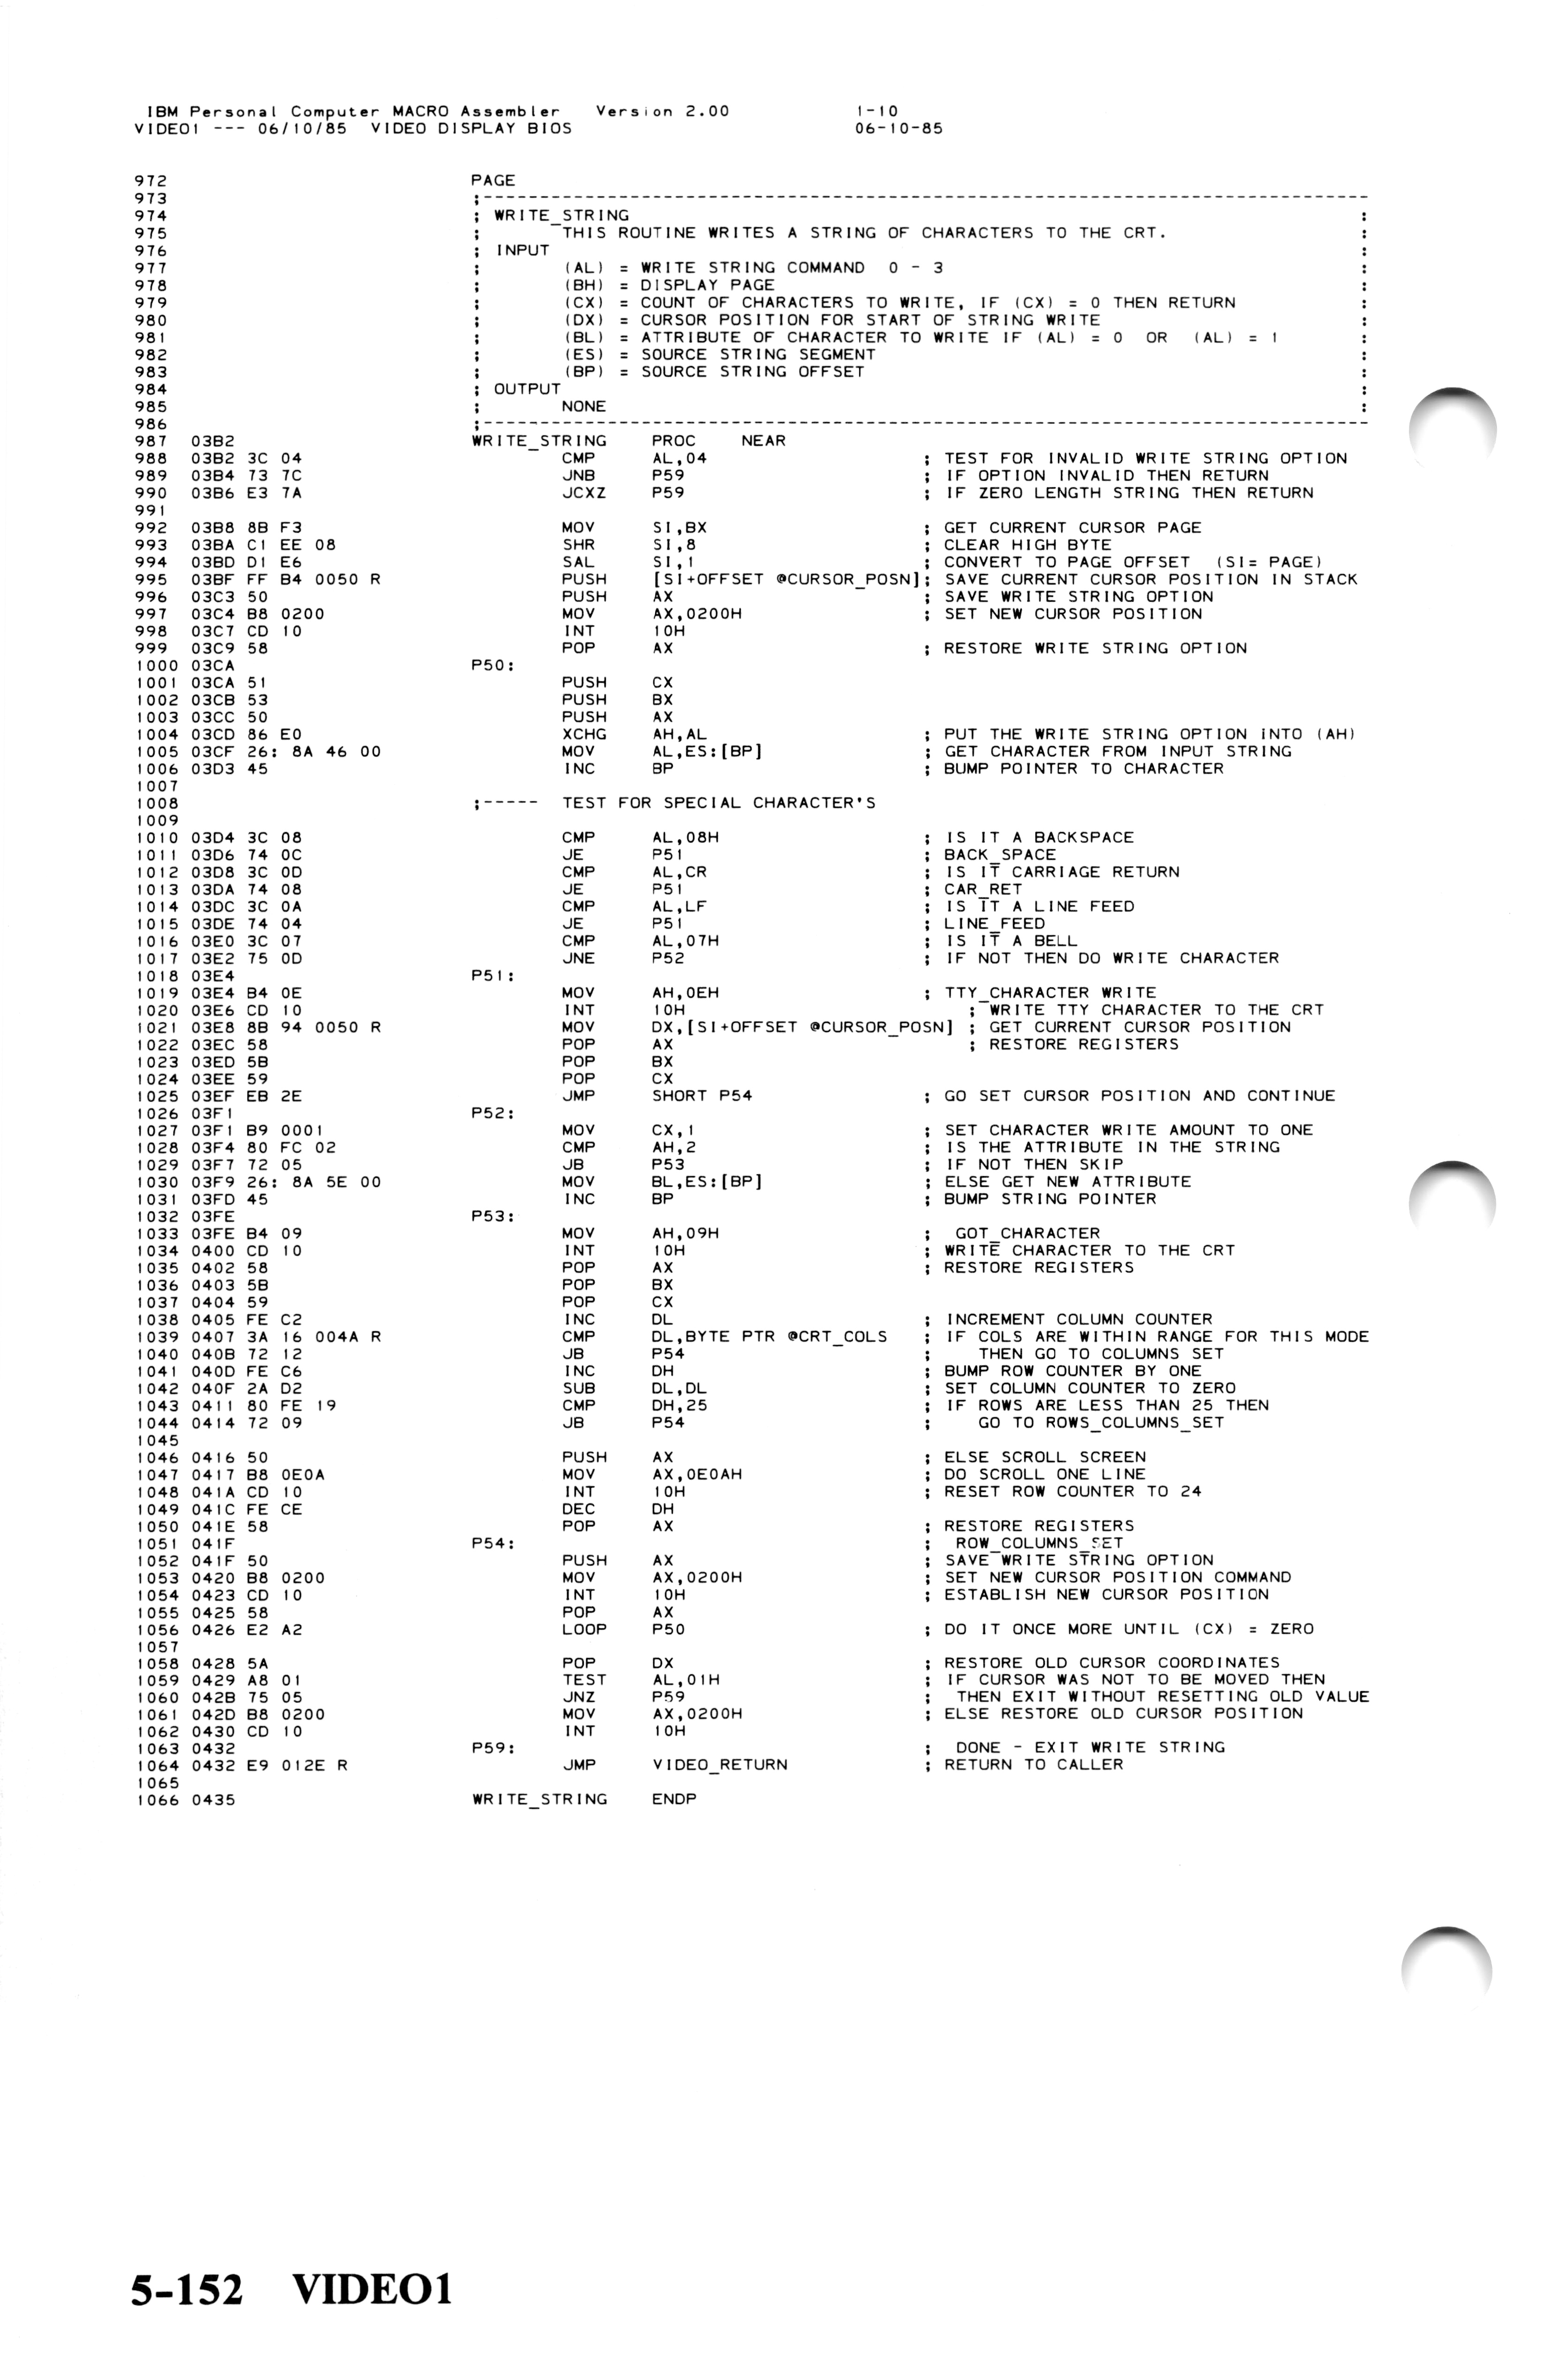 IBM Personal Computer MACRO Assembler   Version 2.00               1-10
VIDEO1 --- 06/10/85  VIDEO DISPLAY BIOS                            06-10-85
972                     PAGE
973                     ;-------------------------------------------------------------------------------
974                     ; WRITE_STRING                                                                 :
975                     ;       THIS ROUTINE WRITES A STRING OF CHARACTERS TO THE CRT.                 :
976                     ; INPUT                                                                        :
977                     ;       (AL) = WRITE STRING COMMAND  0 - 3                                     :
978                     ;       (BH) = DISPLAY PAGE                                                    :
979                     ;       (CX) = COUNT OF CHARACTERS TO WRITE, IF (CX) = 0 THEN RETURN           :
980                     ;       (DX) = CURSOR POSITION FOR START OF STRING WRITE                       :
981                     ;       (BL) = ATTRIBUTE OF CHARACTER TO WRITE IF (AL) = 0  OR  (AL) = 1       :
982                     ;       (ES) = SOURCE STRING SEGMENT                                           :
983                     ;       (BP) = SOURCE STRING OFFSET                                            :
984                     ; OUTPUT                                                                       :
985                     ;       NONE                                                                   :
986                     ;-------------------------------------------------------------------------------
987  03B2               WRITE_STRING    PROC    NEAR
988  03B2 3C 04                 CMP     AL,04                   ; TEST FOR INVALID WRITE STRING OPTION
989  03B4 73 7C                 JNB     P59                     ; IF OPTION INVALID THEN RETURN
990  03B6 E3 7A                 JCXZ    P59                     ; IF ZERO LENGTH STRING THEN RETURN
991
992  03B8 8B F3                 MOV     SI,BX                   ; GET CURRENT CURSOR PAGE
993  03BA C1 EE 08              SHR     SI,8                    ; CLEAR HIGH BYTE
994  03BD D1 E6                 SAL     SI,1                    ; CONVERT TO PAGE OFFSET  (SI= PAGE)
995  03BF FF B4 0050 R          PUSH    [SI+OFFSET @CURSOR_POSN]; SAVE CURRENT CURSOR POSITION IN STACK
996  03C3 50                    PUSH    AX                      ; SAVE WRITE STRING OPTION
997  03C4 B8 0200               MOV     AX,0200H                ; SET NEW CURSOR POSITION
998  03C7 CD 10                 INT     10H
999  03C9 58                    POP     AX                      ; RESTORE WRITE STRING OPTION
1000 03CA               P50:
1001 03CA 51                    PUSH    CX
1002 03CB 53                    PUSH    BX
1003 03CC 50                    PUSH    AX
1004 03CD 86 E0                 XCHG    AH,AL                   ; PUT THE WRITE STRING OPTION INTO (AH)
1005 03CF 26: 8A 46 00          MOV     AL,ES:[BP]              ; GET CHARACTER FROM INPUT STRING
1006 03D3 45                    INC     BP                      ; BUMP POINTER TO CHARACTER
1007
1008                    ;-----  TEST FOR SPECIAL CHARACTER'S
1009
1010 03D4 3C 08                 CMP     AL,08H                  ; IS IT A BACKSPACE
1011 03D6 74 0C                 JE      P51                     ; BACK_SPACE
1012 03D8 3C 0D                 CMP     AL,CR                   ; IS IT CARRIAGE RETURN
1013 03DA 74 08                 JE      P51                     ; CAR_RET
1014 03DC 3C 0A                 CMP     AL,LF                   ; IS IT A LINE FEED
1015 03DE 74 04                 JE      P51                     ; LINE_FEED
1016 03E0 3C 07                 CMP     AL,07H                  ; IS IT A BELL
1017 03E2 75 0D                 JNE     P52                     ; IF NOT THEN DO WRITE CHARACTER
1018 03E4               P51:
1019 03E4 B4 0E                 MOV     AH,0EH                  ; TTY_CHARACTER WRITE
1020 03E6 CD 10                 INT     10H                         ; WRITE TTY CHARACTER TO THE CRT
1021 03E8 8B 94 0050 R          MOV     DX,[SI+OFFSET @CURSOR_POSN] ; GET CURRENT CURSOR POSITION
1022 03EC 58                    POP     AX                          ; RESTORE REGISTERS
1023 03ED 5B                    POP     BX
1024 03EE 59                    POP     CX
1025 03EF EB 2E                 JMP     SHORT P54               ; GO SET CURSOR POSITION AND CONTINUE
1026 03F1               P52:
1027 03F1 B9 0001               MOV     CX,1                    ; SET CHARACTER WRITE AMOUNT TO ONE
1028 03F4 80 FC 02              CMP     AH,2                    ; IS THE ATTRIBUTE IN THE STRING
1029 03F7 72 05                 JB      P53                     ; IF NOT THEN SKIP
1030 03F9 26: 8A 5E 00          MOV     BL,ES:[BP]              ; ELSE GET NEW ATTRIBUTE
1031 03FD 45                    INC     BP                      ; BUMP STRING POINTER
1032 03FE               P53:
1033 03FE B4 09                 MOV     AH,09H                  ;  GOT_CHARACTER
1034 0400 CD 10                 INT     10H                     ; WRITE CHARACTER TO THE CRT
1035 0402 58                    POP     AX                      ; RESTORE REGISTERS
1036 0403 5B                    POP     BX
1037 0404 59                    POP     CX
1038 0405 FE C2                 INC     DL                      ; INCREMENT COLUMN COUNTER
1039 0407 3A 16 004A R          CMP     DL,BYTE PTR @CRT_COLS   ; IF COLS ARE WITHIN RANGE FOR THIS MODE
1040 040B 72 12                 JB      P54                     ;    THEN GO TO COLUMNS SET
1041 040D FE C6                 INC     DH                      ; BUMP ROW COUNTER BY ONE
1042 040F 2A D2                 SUB     DL,DL                   ; SET COLUMN COUNTER TO ZERO
1043 0411 80 FE 19              CMP     DH,25                   ; IF ROWS ARE LESS THAN 25 THEN
1044 0414 72 09                 JB      P54                     ;    GO TO ROWS_COLUMNS_SET
1045
1046 0416 50                    PUSH    AX                      ; ELSE SCROLL SCREEN
1047 0417 B8 0E0A               MOV     AX,0E0AH                ; DO SCROLL ONE LINE
1048 041A CD 10                 INT     10H                     ; RESET ROW COUNTER TO 24
1049 041C FE CE                 DEC     DH
1050 041E 58                    POP     AX                      ; RESTORE REGISTERS
1051 041F               P54:                                    ;  ROW_COLUMNS_SET
1052 041F 50                    PUSH    AX                      ; SAVE WRITE STRING OPTION
1053 0420 B8 0200               MOV     AX,0200H                ; SET NEW CURSOR POSITION COMMAND
1054 0423 CD 10                 INT     10H                     ; ESTABLISH NEW CURSOR POSITION
1055 0425 58                    POP     AX
1056 0426 E2 A2                 LOOP    P50                     ; DO IT ONCE MORE UNTIL (CX) = ZERO
1057
1058 0428 5A                    POP     DX                      ; RESTORE OLD CURSOR COORDINATES
1059 0429 A8 01                 TEST    AL,01H                  ; IF CURSOR WAS NOT TO BE MOVED THEN
1060 042B 75 05                 JNZ     P59                     ;  THEN EXIT WITHOUT RESETTING OLD VALUE
1061 042D B8 0200               MOV     AX,0200H                ; ELSE RESTORE OLD CURSOR POSITION
1062 0430 CD 10                 INT     10H
1063 0432               P59:                                    ;  DONE - EXIT WRITE STRING
1064 0432 E9 012E R             JMP     VIDEO_RETURN            ; RETURN TO CALLER
1065
1066 0435               WRITE_STRING    ENDP
5-152   VIDEO1